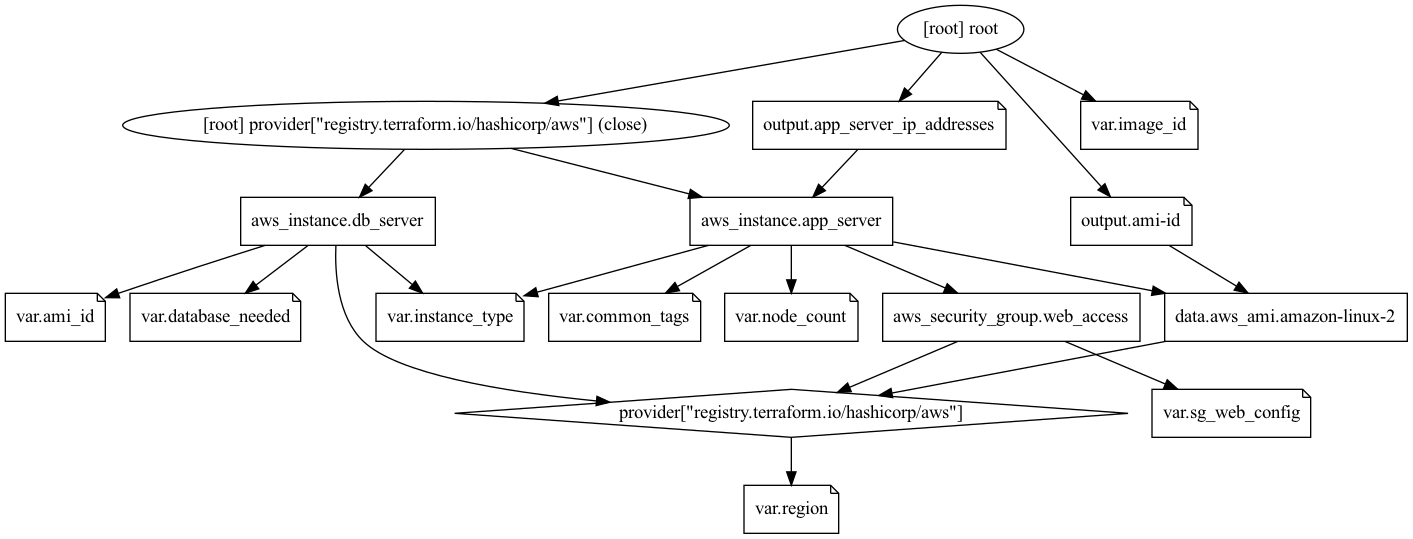 [root] root
[root] provider["registry.terraform.io/hashicorp/aws"] (close)
output.app_server_ip_addresses
var.image_id
aws_instance.db_server
aws_instance.app_server
output.ami-id
var.ami_id
var.database_needed
var.instance_type
var.common_tags
var.node_count
aws_security_group.web_access
data.aws_ami.amazon-linux-2
provider["registry.terraform.io/hashicorp/aws"]
var.sg_web_config
var.region